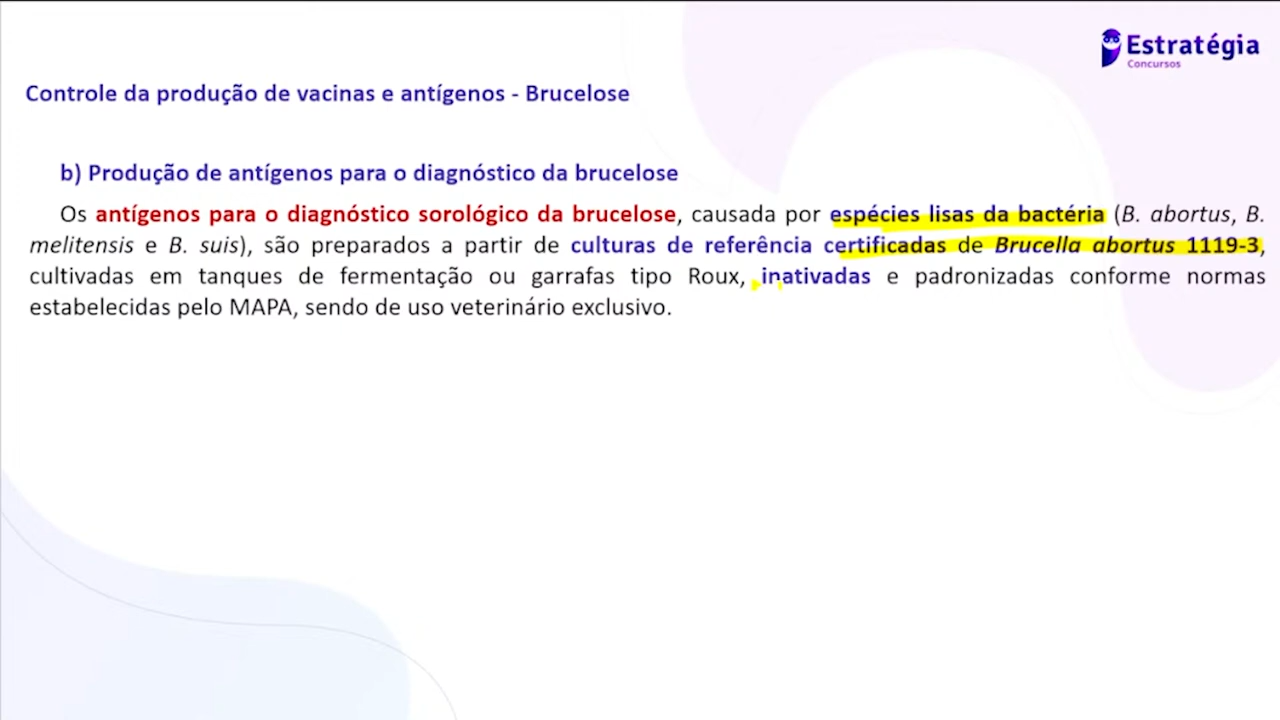 Estratégia
Concursos
Controle da produção de vacinas e antígenos - Brucelose
b) Produção de antígenos para o diagnóstico da brucelose
Os antígenos para o diagnóstico sorológico da brucelose, causada por espécies lisas da bactéria (B. abortus, B.
melitensis e B. suis), são preparados a partir de culturas de referência certificadas de Brucella abortus 1119-3,
cultivadas em tanques de fermentação ou garrafas tipo Roux, inativadas e padronizadas conforme normas
estabelecidas pelo MAPA, sendo de uso veterinário exclusivo.